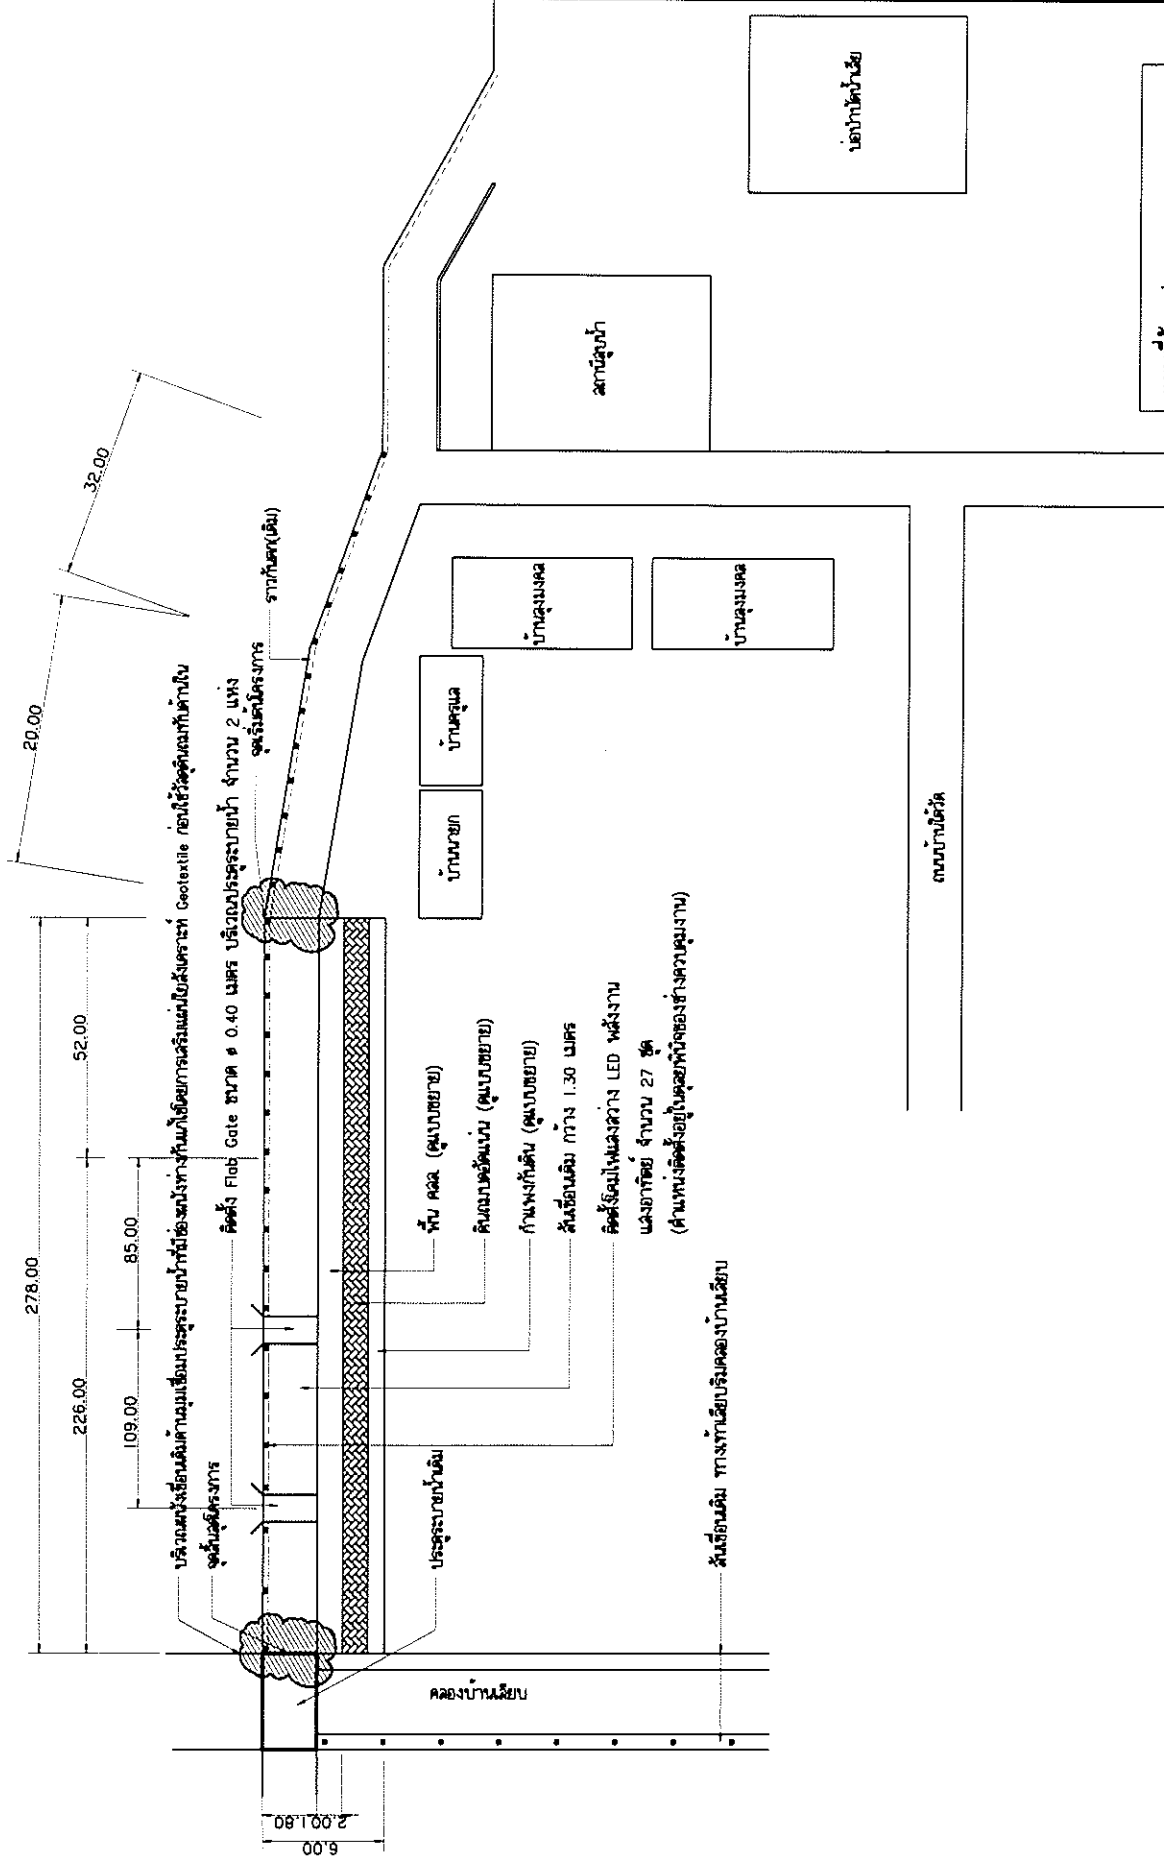 278.00
226.00
52.00
109.00
85.00
20.00
32.00
บริเวณผนังเขื่อนเดิมด้านมุมเชื่อมประตูระบายน้ำที่มีช่องผนังห่างกันแก้ไขโดยการเสริมแผ่นใยสังเคราะห์ Geotextile ก่อนใช้วัสดุดินถมทับด้านใน
จุดสิ้นสุดโครงการ
ติดตั้ง Flab Gate ขนาด ø 0.40 เมตร บริเวณประตูระบายน้ำ จำนวน 2 แห่ง
จุดเริ่มต้นโครงการ
ราวกันตก(เดิม)
พื้น คสล. (ดูแบบขยาย)
ดินถมบดอัดแน่น (ดูแบบขยาย)
กำแพงกันดิน (ดูแบบขยาย)
สันเขื่อนเดิม กว้าง 1.30 เมตร
ติดตั้งโคมไฟแสงสว่าง LED พลังงาน
แสงอาทิตย์ จำนวน 27 ชุด
(ตำแหน่งติดตั้งอยู่ในดุลยพินิจของช่างควบคุมงาน)
ประตูระบายน้ำเดิม
คลองบ้านเลียบ
สันเขื่อนเดิม ทางเท้าเลียบริมคลองบ้านเลียบ
6.00
2.00
1.80
บ้านนายก
บ้านครูแล
บ้านลุงมงคล
บ้านลุงมงคล
สถานีสูบน้ำ
บ่อบำบัดน้ำเสีย
ถนนบ้านใต้วัด